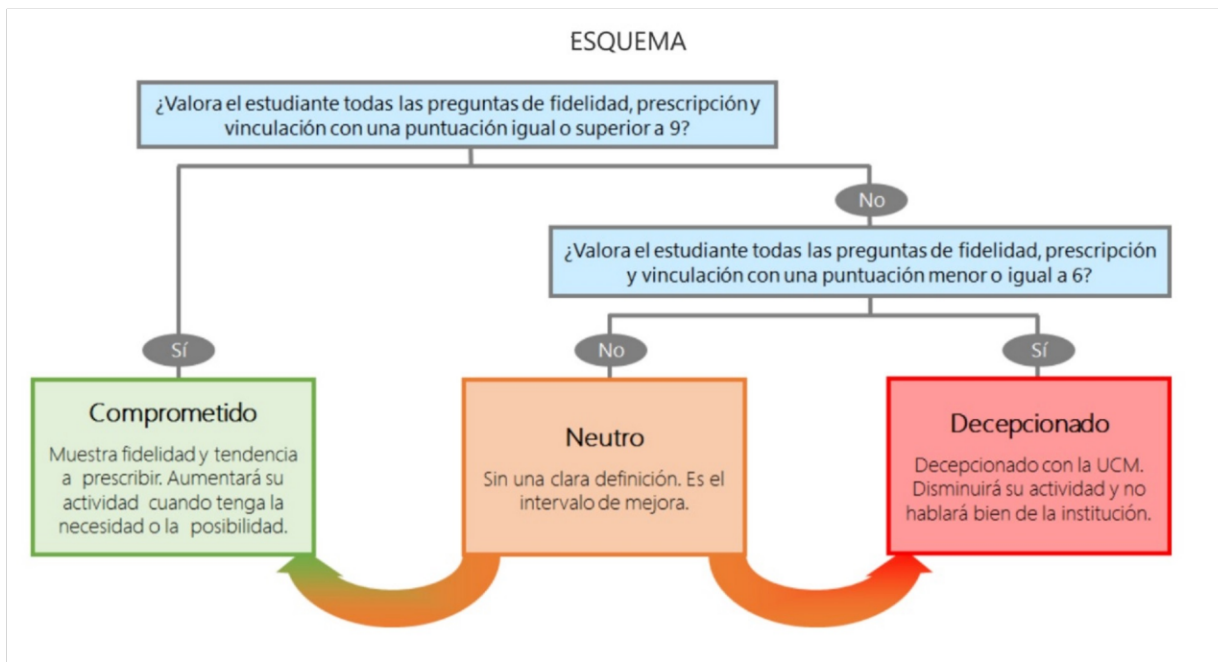 ESQUEMA
¿Valora el estudiante todas las preguntas de fidelidad, prescripción y
vinculación con una puntuación igual o superior a 9?
No
¿Valora el estudiante todas las preguntas de fidelidad, prescripción
y vinculación con una puntuación menor o igual a 6?
Sí
No
Sí
Comprometido
Muestra fidelidad y tendencia
a prescribir. Aumentará su
actividad cuando tenga la
necesidad o la posibilidad.
Neutro
Sin una clara definición. Es el
intervalo de mejora.
Decepcionado
Decepcionado con la UCM.
Disminuirá su actividad y no
hablará bien de la institución.